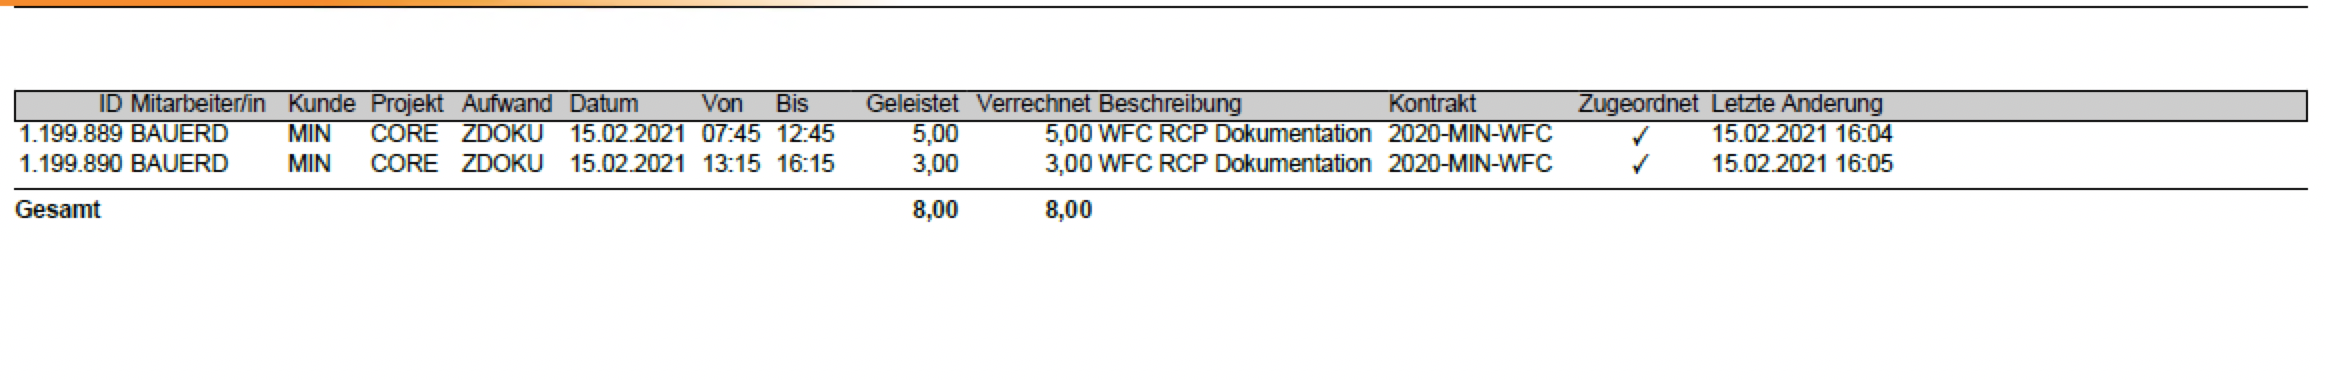 ID Mitarbeiter/in Kunde Projekt Aufwand Datum Von Bis Geleistet Verrechnet Beschreibung Kontrakt Zugeordnet Letzte Änderung
1.199.889 BAUERD MIN CORE ZDOKU 15.02.2021 07:45 12:45 5,00 5,00 WFC RCP Dokumentation 2020-MIN-WFC ✓ 15.02.2021 16:04
1.199.890 BAUERD MIN CORE ZDOKU 15.02.2021 13:15 16:15 3,00 3,00 WFC RCP Dokumentation 2020-MIN-WFC ✓ 15.02.2021 16:05
Gesamt 8,00 8,00